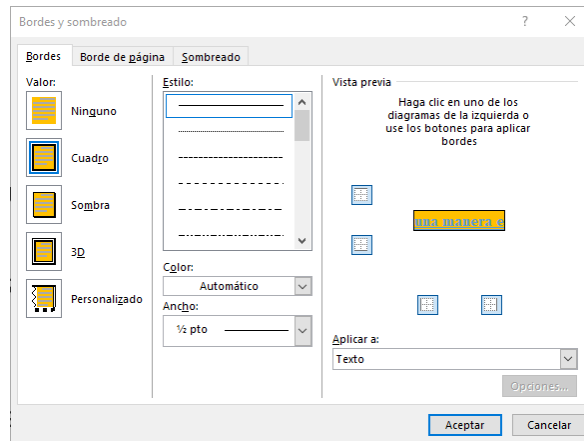 Bordes y sombreado
? ×
Bordes Borde de página Sombreado
Valor:
Ninguno
Cuadro
Sombra
3D
Personalizado
Estilo:
Color:
Automático
Ancho:
½ pto
Vista previa
Haga clic en uno de los
diagramas de la izquierda o
use los botones para aplicar
bordes
una manera e
Aplicar a:
Texto
Opciones...
Aceptar Cancelar